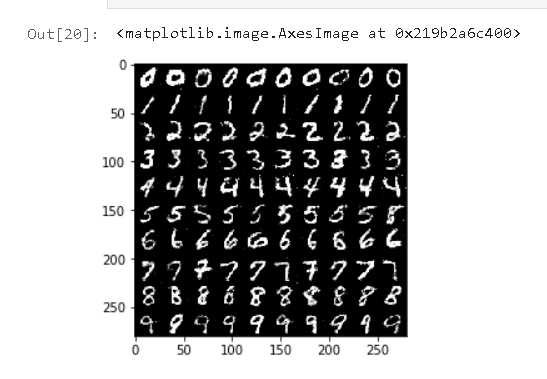 Out[20]: <matplotlib.image.AxesImage at 0x219b2a6c400>
0
0 0 0 0 0 0 0 0 0 0
1 1 1 1 1 1 1 1 1 1
50
2 2 2 2 2 2 2 2 2 2
3 3 3 3 3 3 3 3 3 3
100
4 4 4 4 4 4 4 4 4 4
150
5 5 5 5 5 5 5 5 5 5
6 6 6 6 6 6 6 6 6 6
200
7 7 7 7 7 7 7 7 7 7
8 8 8 8 8 8 8 8 8 8
250
9 9 9 9 9 9 9 9 9 9
0 50 100 150 200 250